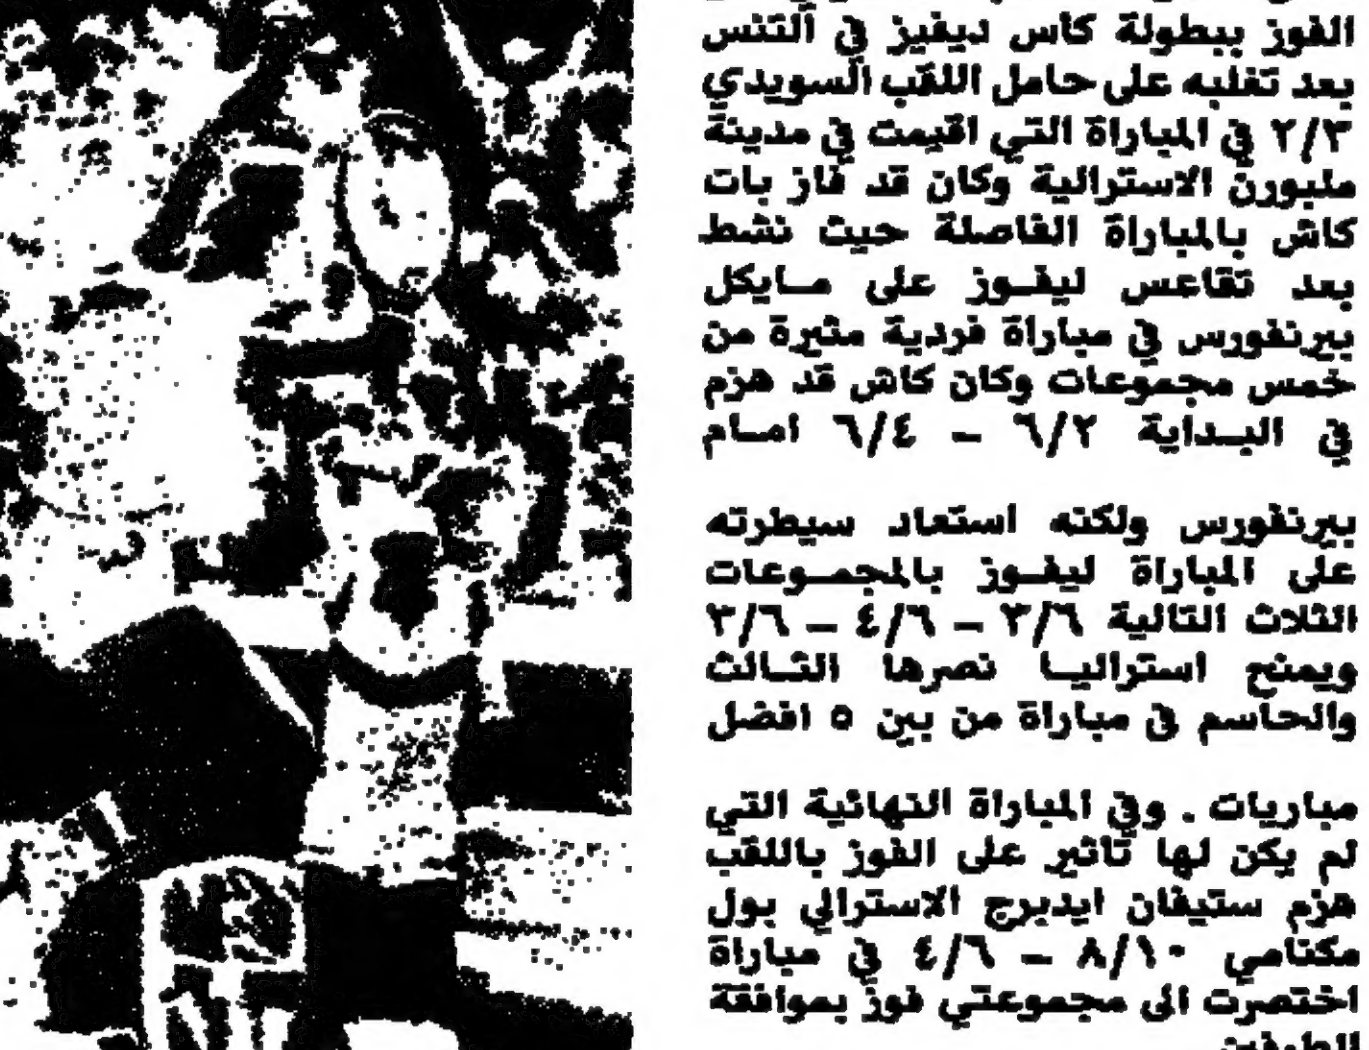 الفوز ببطولة كاس ديفيز في التنس
بعد تغلبه على حامل اللقب السويدي
٢/٣ في المباراة التي اقيمت في مدينة
ملبورن الاسترالية وكان قد فاز بات
كاش بالمباراة الفاصلة حيث نشط
بعد تقاعس ليفوز على مايكل
بيرنفورس في مباراة فردية مثيرة من
خمس مجموعات وكان كاش قد هزم
في البداية ٦/٢ - ٦/٤ امام
بيرنفورس ولكنه استعاد سيطرته
على المباراة ليفوز بالمجموعات
الثلاث التالية ٣/٦ - ٤/٦ - ٣/٦
ويمنح استراليا نصرها الثالث
والحاسم في مباراة من بين ٥ افضل
مباريات . وفي المباراة النهائية التي
لم يكن لها تأثير على الفوز باللقب
هزم ستيفان ايدبرج الاسترالي بول
مكنامي ٨/١٠ - ٤/٦ في مباراة
اختصرت الى مجموعتي فوز بموافقة
الطرفين